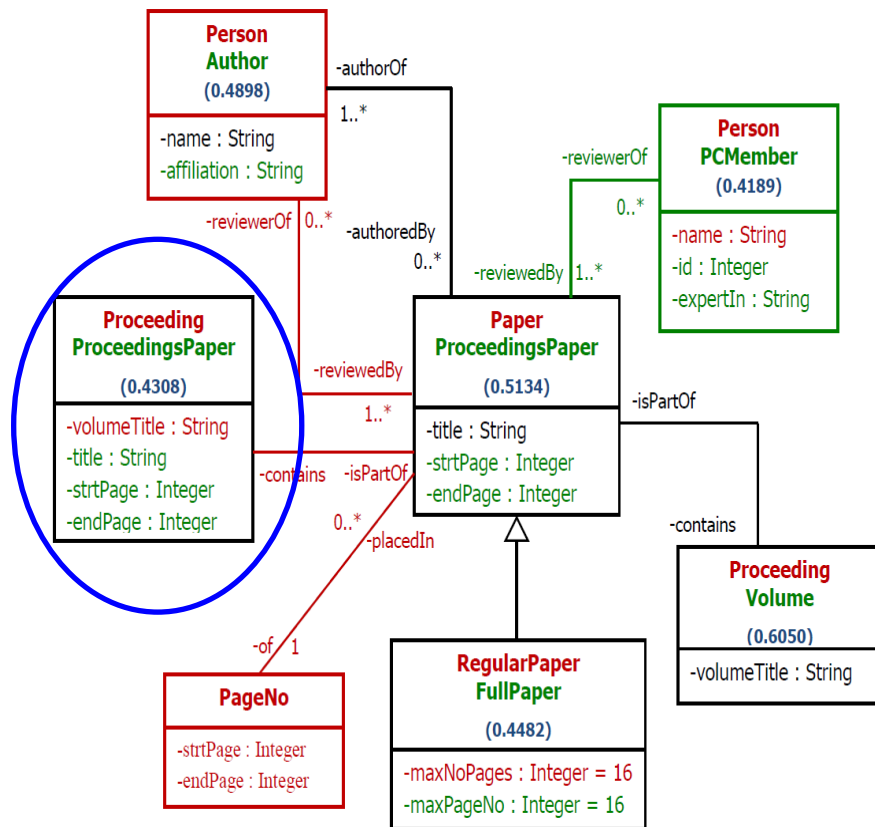 Person
Author
(0.4898)
-name : String
-affiliation : String
-authorOf
1..*
-authoredBy
0..*
Person
PCMember
(0.4189)
-name : String
-id : Integer
-expertIn : String
-reviewerOf
0..*
-reviewedBy
1..*
-reviewerOf
0..*
-reviewedBy
1..*
Proceeding
ProceedingsPaper
(0.4308)
-volumeTitle : String
-title : String
-strtPage : Integer
-endPage : Integer
-contains
-isPartOf
Paper
ProceedingsPaper
(0.5134)
-title : String
-strtPage : Integer
-endPage : Integer
-isPartOf
-contains
0..*
-placedIn
-of
1
PageNo
-strtPage : Integer
-endPage : Integer
RegularPaper
FullPaper
(0.4482)
-maxNoPages : Integer = 16
-maxPageNo : Integer = 16
Proceeding
Volume
(0.6050)
-volumeTitle : String